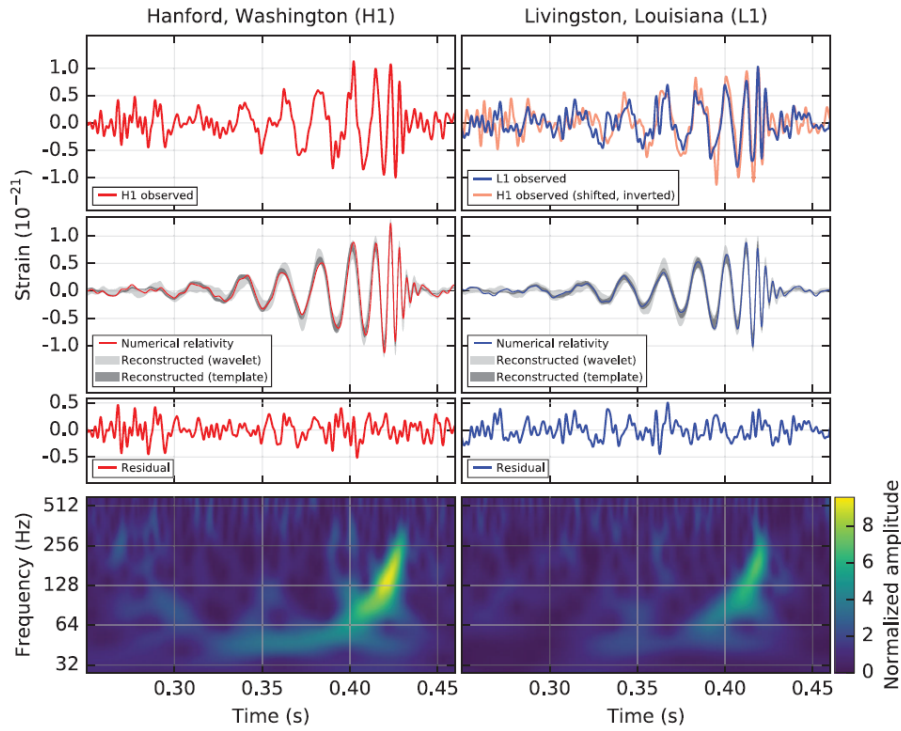 Hanford, Washington (H1)
Livingston, Louisiana (L1)
Strain (10⁻²¹)
1.0
0.5
0.0
-0.5
-1.0
H1 observed
L1 observed
H1 observed (shifted, inverted)
1.0
0.5
0.0
-0.5
-1.0
Numerical relativity
Reconstructed (wavelet)
Reconstructed (template)
Numerical relativity
Reconstructed (wavelet)
Reconstructed (template)
0.5
0.0
-0.5
Residual
Residual
Frequency (Hz)
512
256
128
64
32
Normalized amplitude
8
6
4
2
0
0.30 0.35 0.40 0.45
0.30 0.35 0.40 0.45
Time (s)
Time (s)